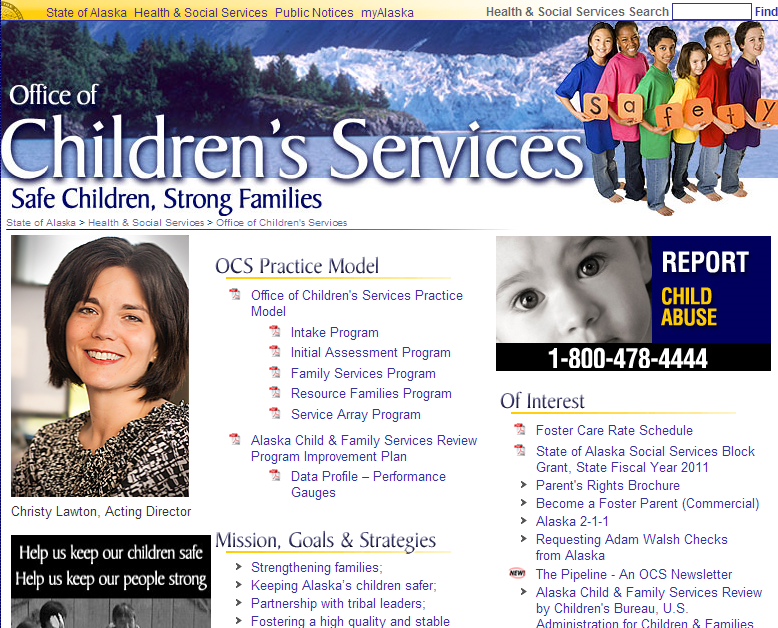 State of Alaska Health & Social Services Public Notices myAlaska
Health & Social Services Search Find
Office of
Children's Services
Safe Children, Strong Families
Safety
State of Alaska > Health & Social Services > Office of Children's Services
Christy Lawton, Acting Director
Help us keep our children safe
Help us keep our people strong
OCS Practice Model
Office of Children's Services Practice
Model
Intake Program
Initial Assessment Program
Family Services Program
Resource Families Program
Service Array Program
Alaska Child & Family Services Review
Program Improvement Plan
Data Profile – Performance
Gauges
Mission, Goals & Strategies
Strengthening families;
Keeping Alaska's children safer;
Partnership with tribal leaders;
Fostering a high quality and stable
REPORT
CHILD
ABUSE
1-800-478-4444
Of Interest
Foster Care Rate Schedule
State of Alaska Social Services Block
Grant, State Fiscal Year 2011
Parent's Rights Brochure
Become a Foster Parent (Commercial)
Alaska 2-1-1
Requesting Adam Walsh Checks
from Alaska
NEW! The Pipeline - An OCS Newsletter
Alaska Child & Family Services Review
by Children's Bureau, U.S.
Administration for Children & Families